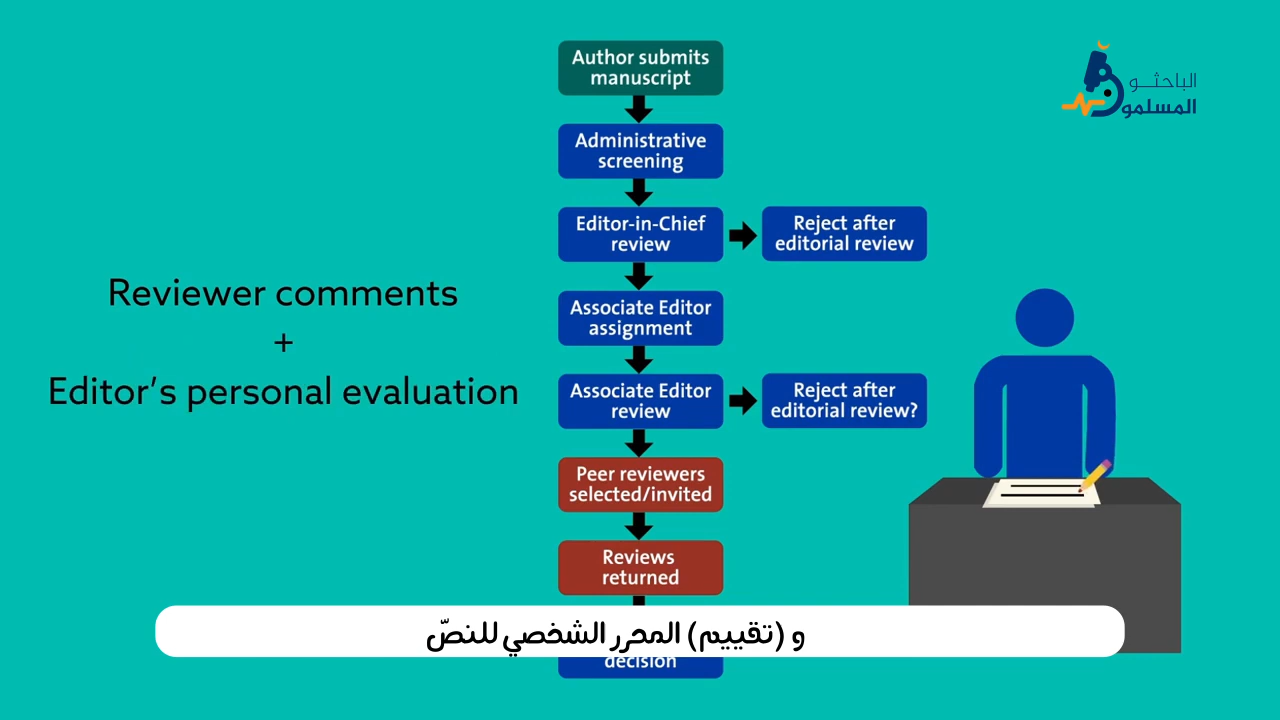 Author submits
manuscript
Administrative
screening
Editor-in-Chief
review
Reject after
editorial review
Associate Editor
assignment
Associate Editor
review
Reject after
editorial review?
Peer reviewers
selected/invited
Reviews
returned
decision
Reviewer comments
+
Editor's personal evaluation
الباحثو
المسلمو
و (تقييم) المحرر الشخصي للنصّ